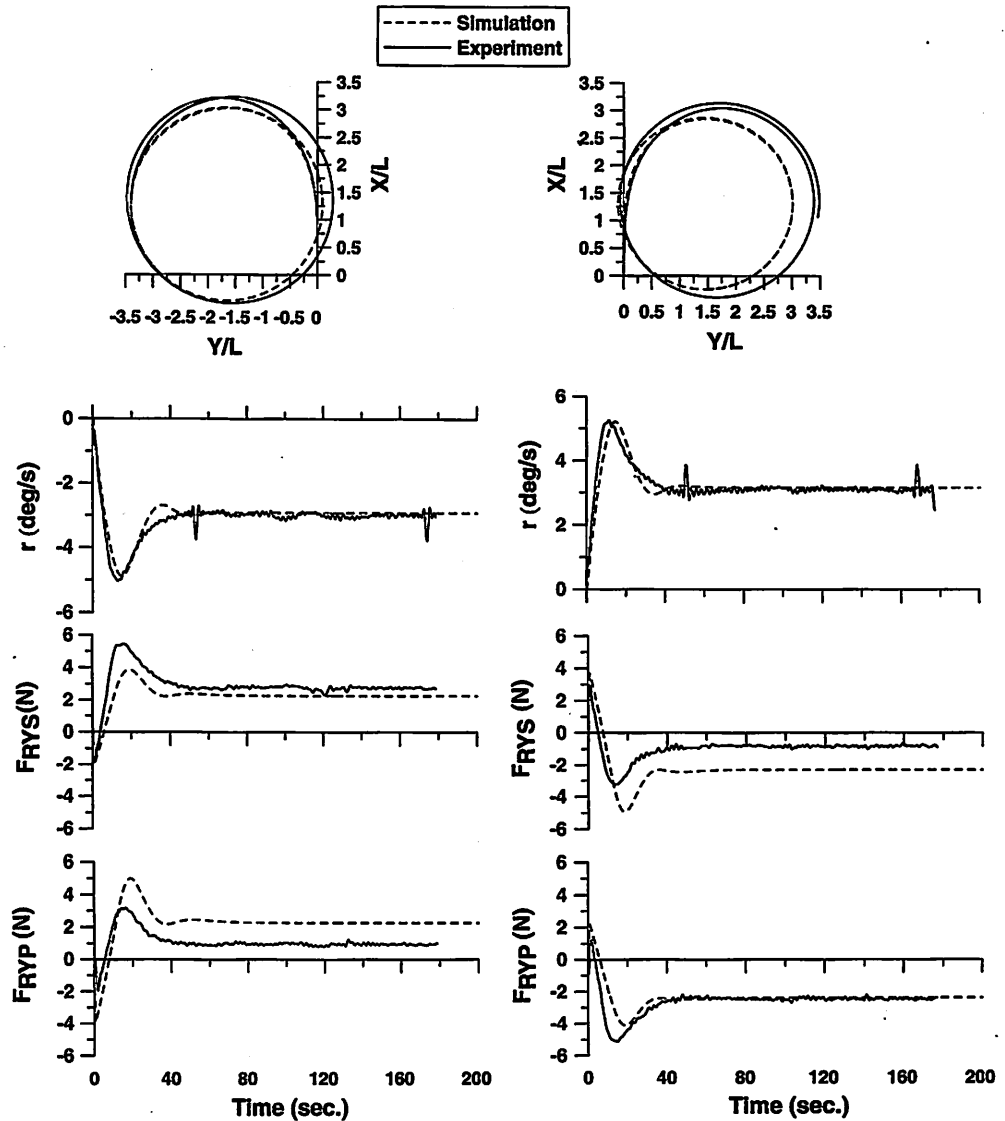 Simulation
Experiment
3.5
3
2.5
2
1.5
1
0.5
0
X/L
-3.5 -3 -2.5 -2 -1.5 -1 -0.5 0
Y/L
3.5
3
2.5
2
1.5
1
0.5
0
X/L
0 0.5 1 1.5 2 2.5 3 3.5
Y/L
0
-2
-4
-6
r (deg/s)
6
4
2
0
r (deg/s)
6
4
2
0
-2
-4
-6
FRYS(N)
6
4
2
0
-2
-4
-6
FRYS (N)
6
4
2
0
-2
-4
-6
FRYP (N)
0 40 80 120 160 200
Time (sec.)
6
4
2
0
-2
-4
-6
FRYP (N)
0 40 80 120 160 200
Time (sec.)